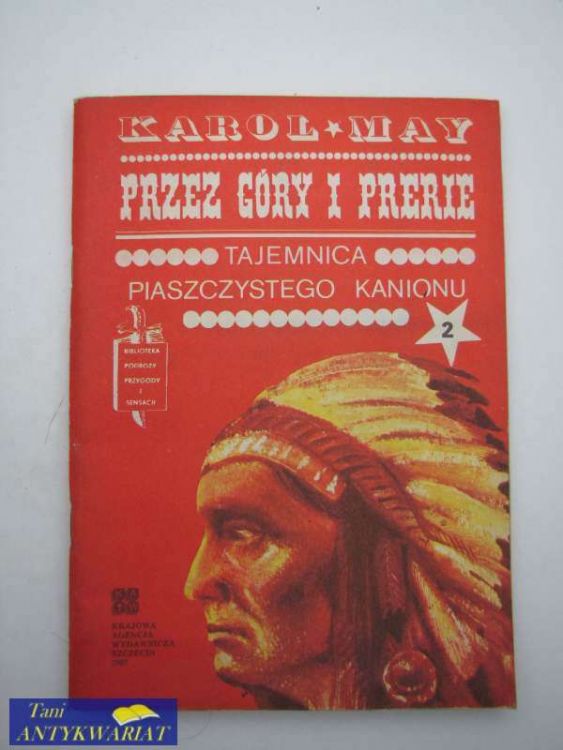 KAROL ★ MAY
PRZEZ GÓRY I PRERIE
TAJEMNICA
PIASZCZYSTEGO KANIONU
2
BIBLIOTEKA
PODRÓŻY
PRZYGODY
I
SENSACJI
KRAJOWA
AGENCJA
WYDAWNICZA
SZCZECIN
1987
Tani
ANTYKWARIAT